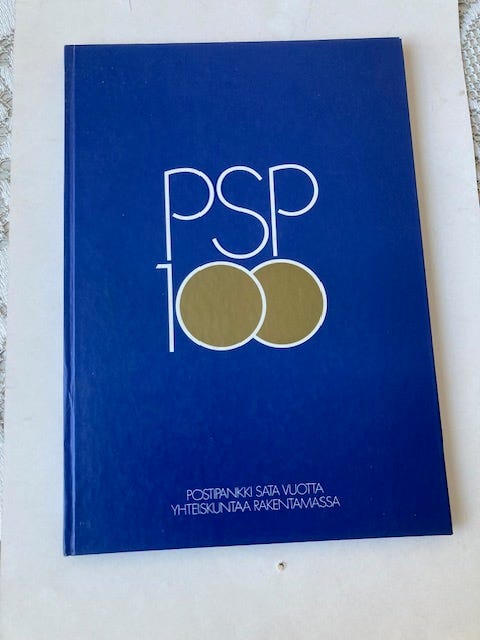 PSP
100
POSTIPANKKI SATA VUOTTA
YHTEISKUNTAA RAKENTAMASSA